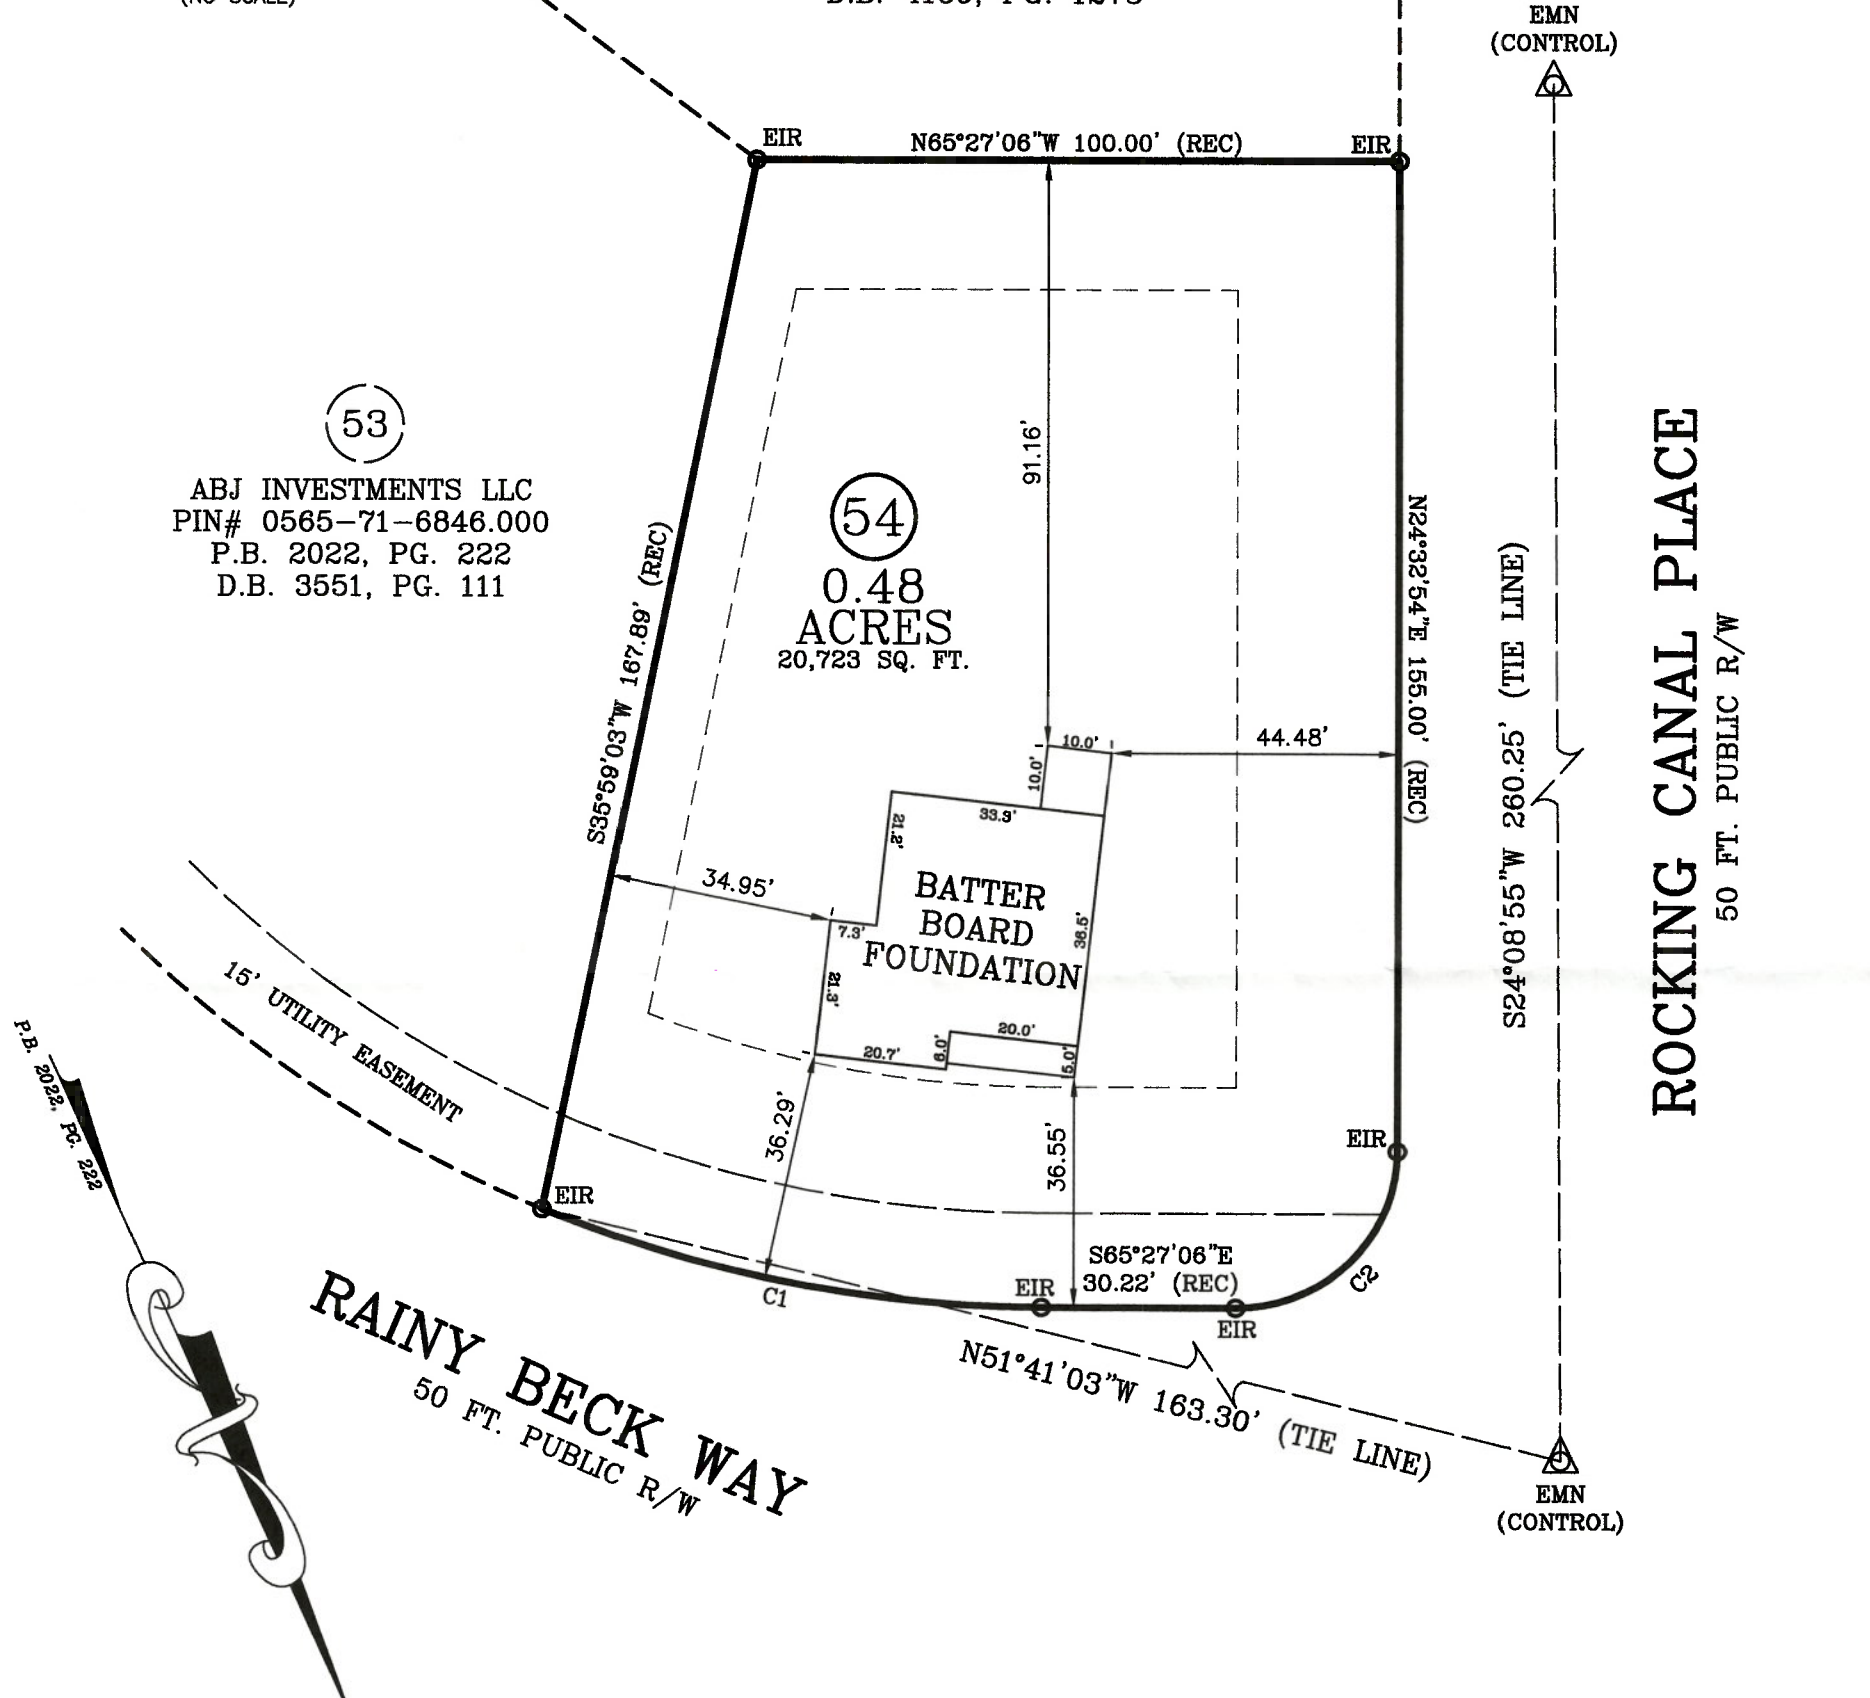 EMN
(CONTROL)
EIR
N65°27'06"W 100.00' (REC)
EIR
91.16'
53
ABJ INVESTMENTS LLC
PIN# 0565-71-6846.000
P.B. 2022, PG. 222
D.B. 3551, PG. 111
54
0.48
ACRES
20,723 SQ. FT.
S35°59'03"W 167.89' (REC)
N24°32'54"E 155.00' (REC)
S24°08'55"W 260.25' (TIE LINE)
ROCKING CANAL PLACE
50 FT. PUBLIC R/W
10.0'
44.48'
10.0'
33.3'
21.2'
34.95'
7.3'
BATTER
BOARD
FOUNDATION
36.5'
21.3'
20.0'
20.7'
6.0'
5.0'
15' UTILITY EASEMENT
P.B. 2022, PG. 222
36.29'
36.55'
EIR
EIR
S65°27'06"E
30.22' (REC)
EIR
EIR
C1
C2
N51°41'03"W 163.30' (TIE LINE)
RAINY BECK WAY
50 FT. PUBLIC R/W
EMN
(CONTROL)